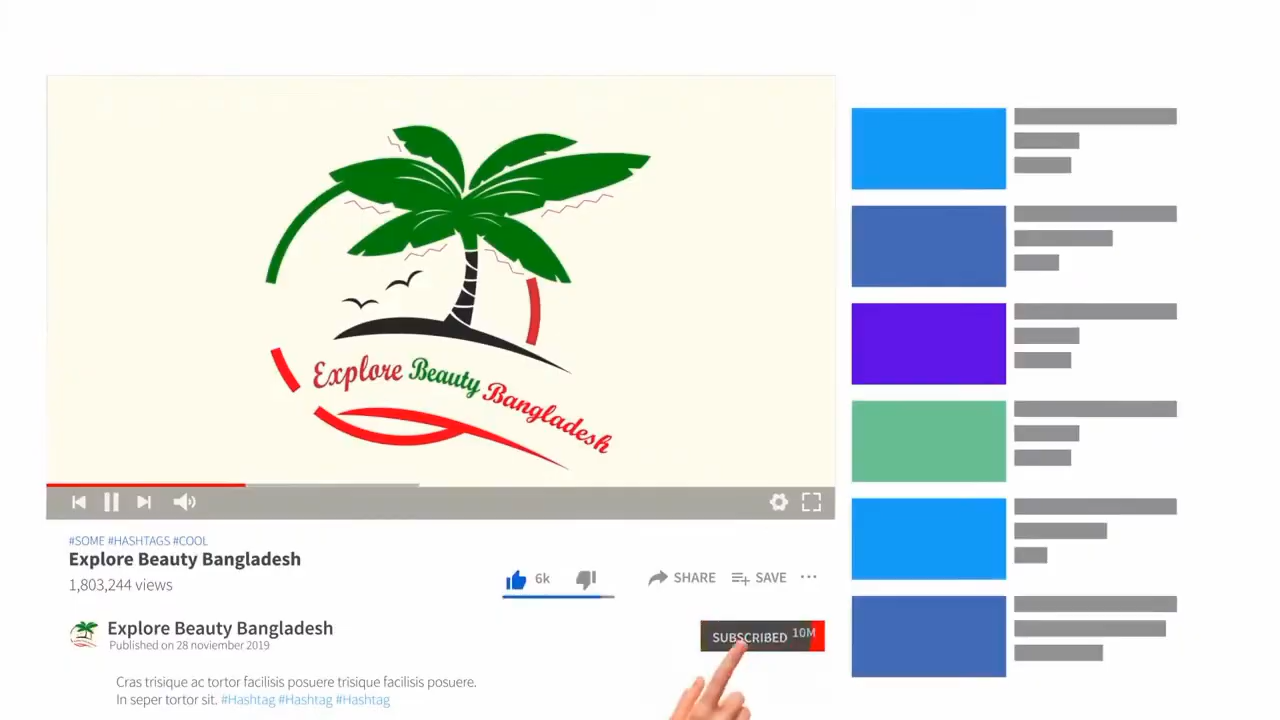 Explore Beauty Bangladesh
#SOME #HASHTAGS #COOL
Explore Beauty Bangladesh
1,803,244 views
6k
SHARE
SAVE
Explore Beauty Bangladesh
Published on 28 noviember 2019
SUBSCRIBED 10M
Cras trisique ac tortor facilisis posuere trisique facilisis posuere.
In seper tortor sit. #Hashtag #Hashtag #Hashtag